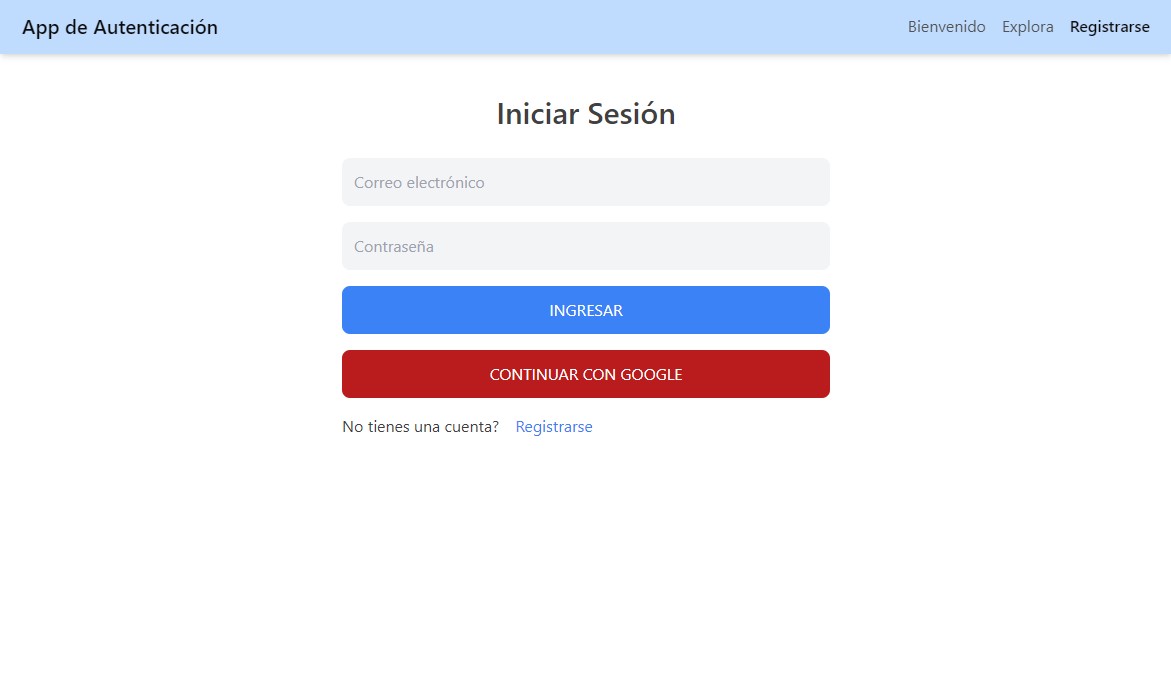 App de Autenticación Bienvenido Explora Registrarse
Iniciar Sesión
Correo electrónico
Contraseña
INGRESAR
CONTINUAR CON GOOGLE
No tienes una cuenta? Registrarse